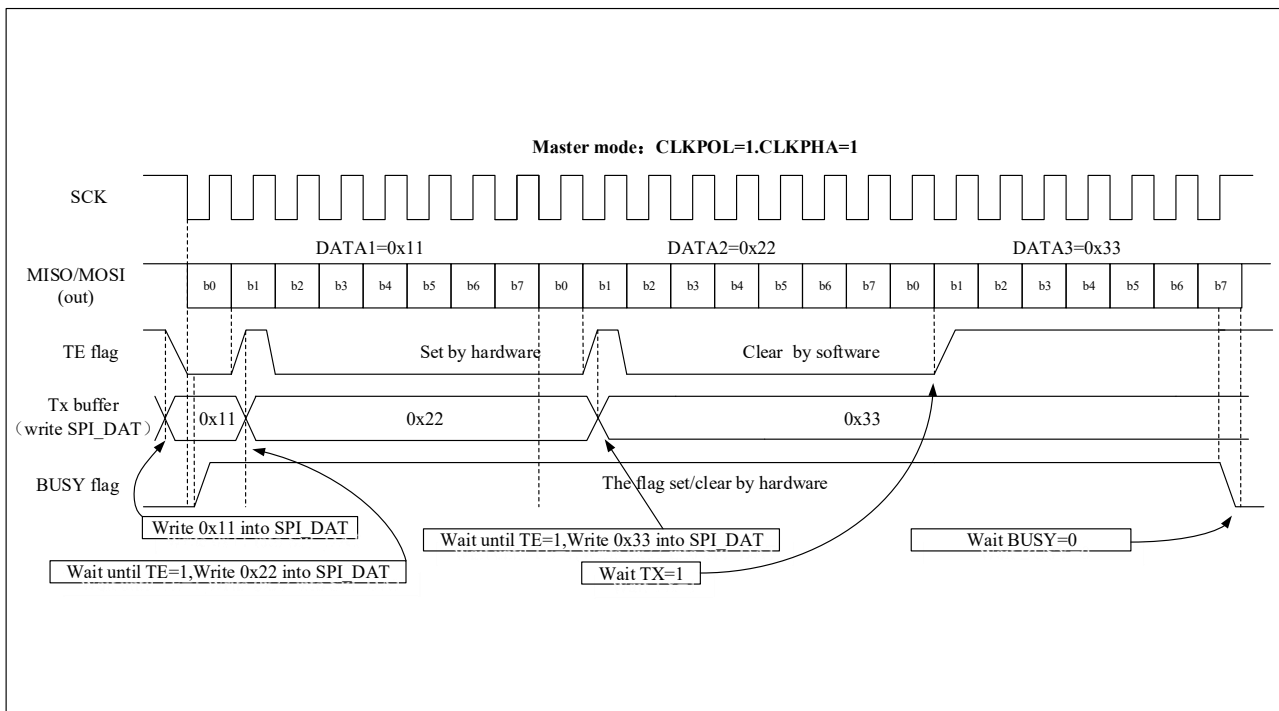 Master mode：CLKPOL=1.CLKPHA=1
SCK
DATA1=0x11 DATA2=0x22 DATA3=0x33
MISO/MOSI
(out)
b0 b1 b2 b3 b4 b5 b6 b7 b0 b1 b2 b3 b4 b5 b6 b7 b0 b1 b2 b3 b4 b5 b6 b7
TE flag
Set by hardware
Clear by software
Tx buffer
（write SPI_DAT）
0x11 0x22 0x33
BUSY flag
The flag set/clear by hardware
Write 0x11 into SPI_DAT
Wait until TE=1,Write 0x33 into SPI_DAT
Wait BUSY=0
Wait until TE=1,Write 0x22 into SPI_DAT
Wait TX=1